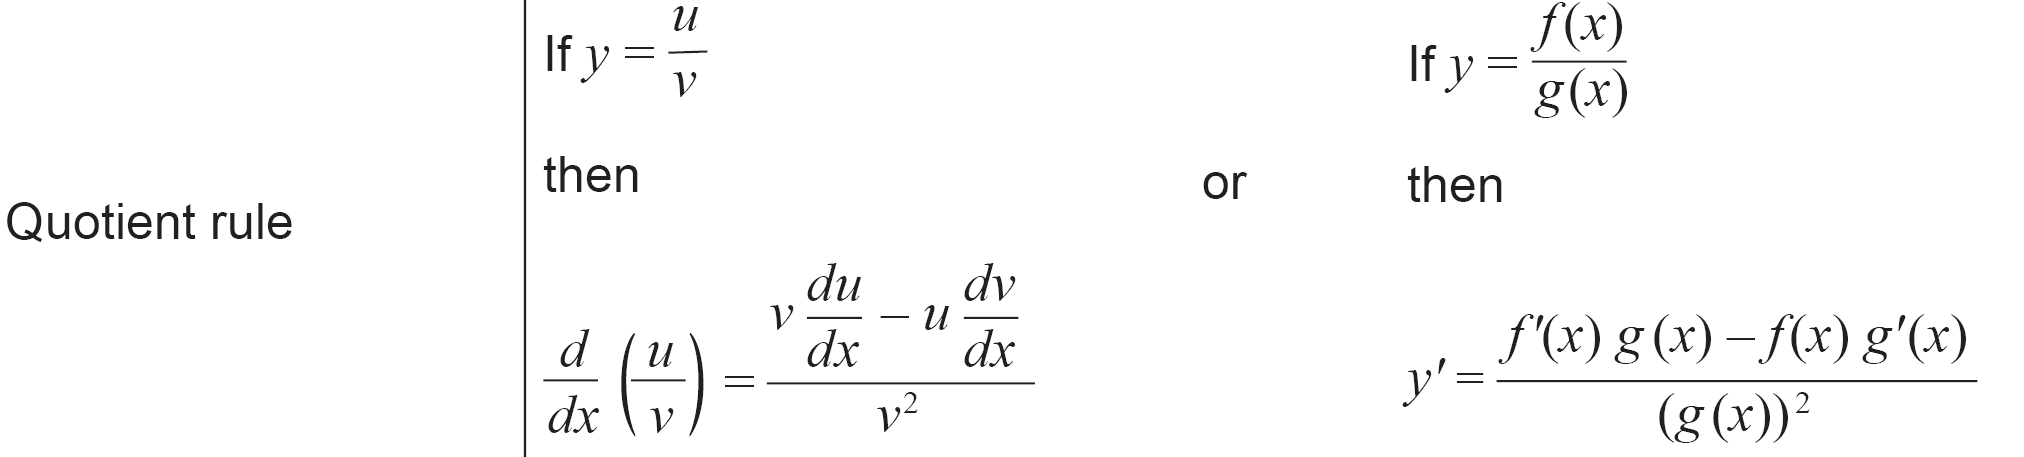 Quotient rule
If y = u/v
then
d/dx (u/v) = (v du/dx − u dv/dx)/v²
or
If y = f(x)/g(x)
then
y′ = (f′(x) g(x) − f(x) g′(x))/(g(x))²